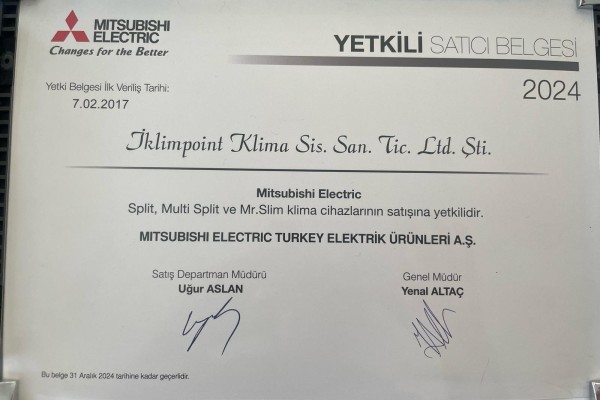 MITSUBISHI
ELECTRIC
Changes for the Better
YETKİLİ SATICI BELGESİ
2024
Yetki Belgesi İlk Veriliş Tarihi:
7.02.2017
İklimpoint Klima Sis. San. Tic. Ltd. Şti.
Mitsubishi Electric
Split, Multi Split ve Mr.Slim klima cihazlarının satışına yetkilidir.
MITSUBISHI ELECTRIC TURKEY ELEKTRİK ÜRÜNLERİ A.Ş.
Satış Departman Müdürü
Uğur ASLAN
Genel Müdür
Yenal ALTAÇ
Bu belge 31 Aralık 2024 tarihine kadar geçerlidir.